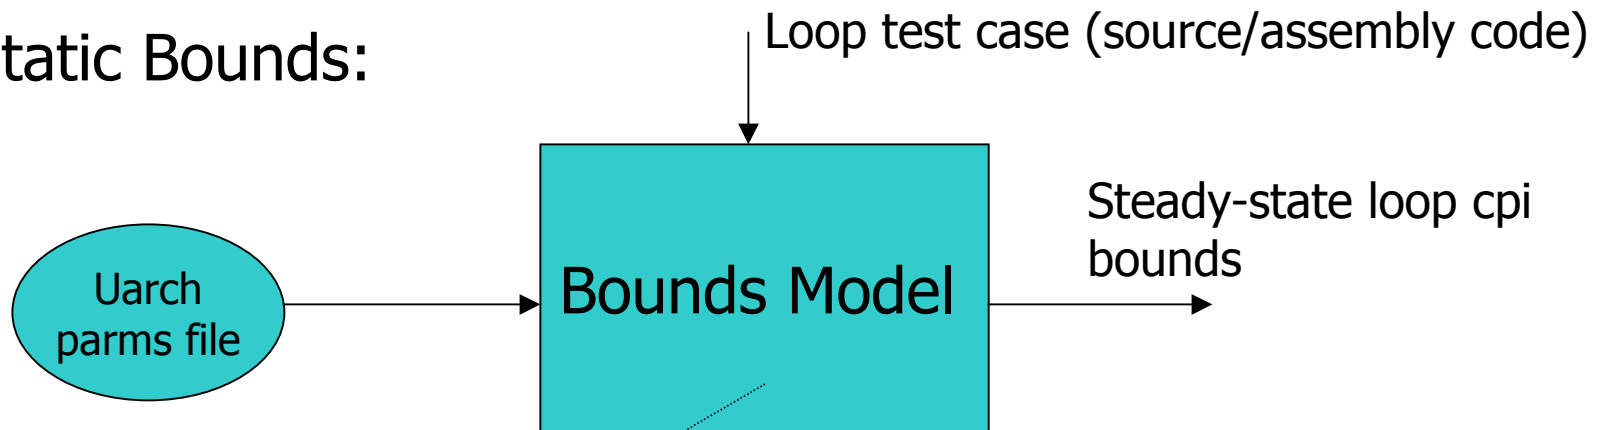 Loop test case (source/assembly code)
tatic Bounds:
Steady-state loop cpi
bounds
Uarch
parms file
Bounds Model